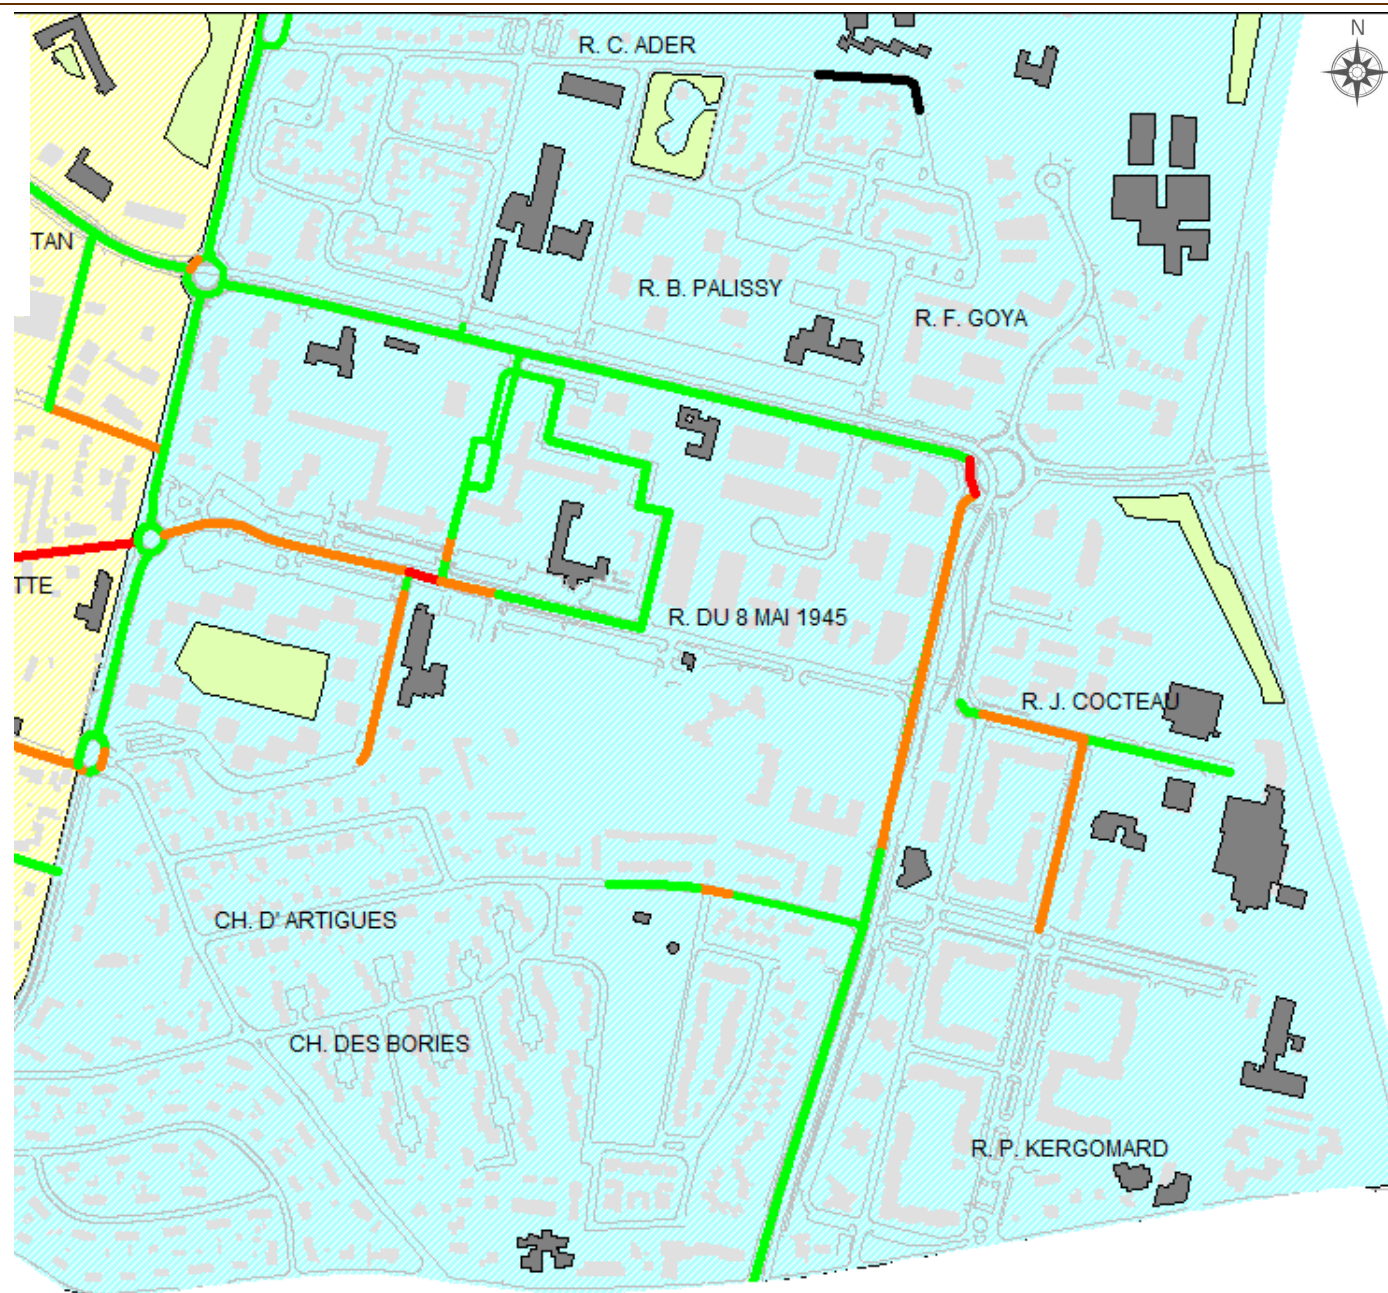 N
R. C. ADER
TAN
R. B. PALISSY
R. F. GOYA
TTE
R. DU 8 MAI 1945
R. J. COCTEAU
CH. D' ARTIGUES
CH. DES BORIES
R. P. KERGOMARD